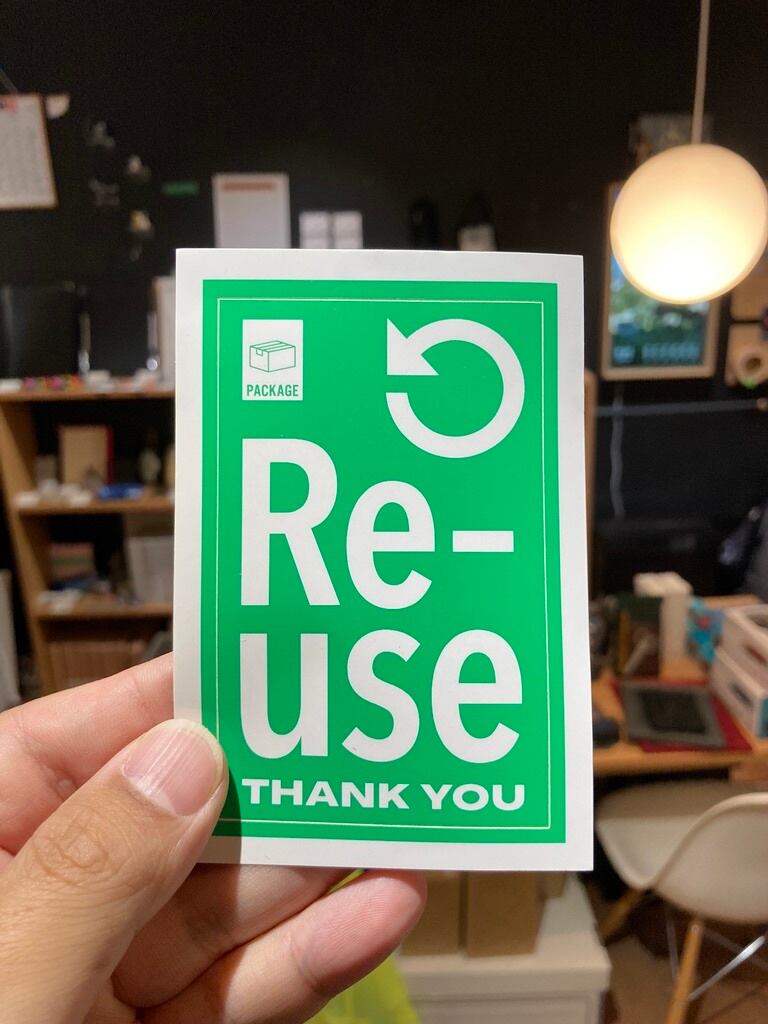 PACKAGE
Re-
use
THANK YOU